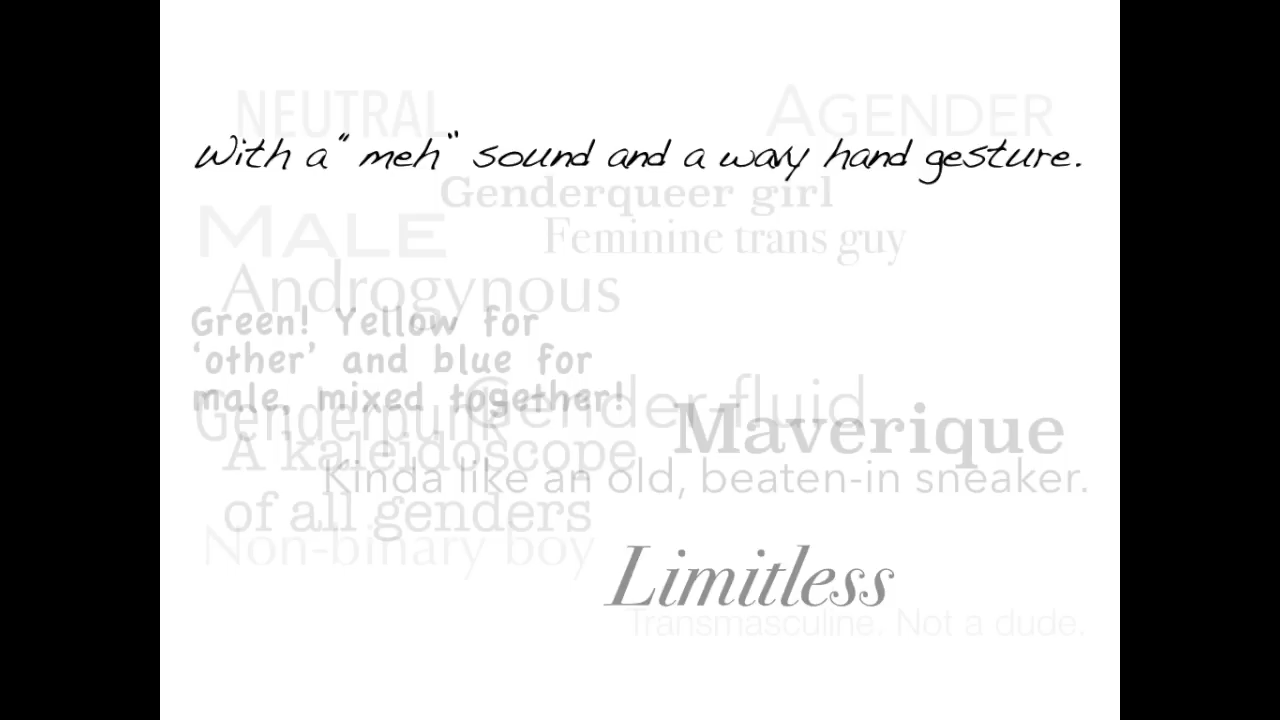 NEUTRAL
AGENDER
With a "meh" sound and a wavy hand gesture.
Genderqueer girl
MALE
Feminine trans guy
Androgynous
Green! Yellow for
'other' and blue for
male, mixed together!
Gender fluid
Genderpunk
Maverique
A kaleidoscope
Kinda like an old, beaten-in sneaker.
of all genders
Non-binary boy
Limitless
Transmasculine. Not a dude.